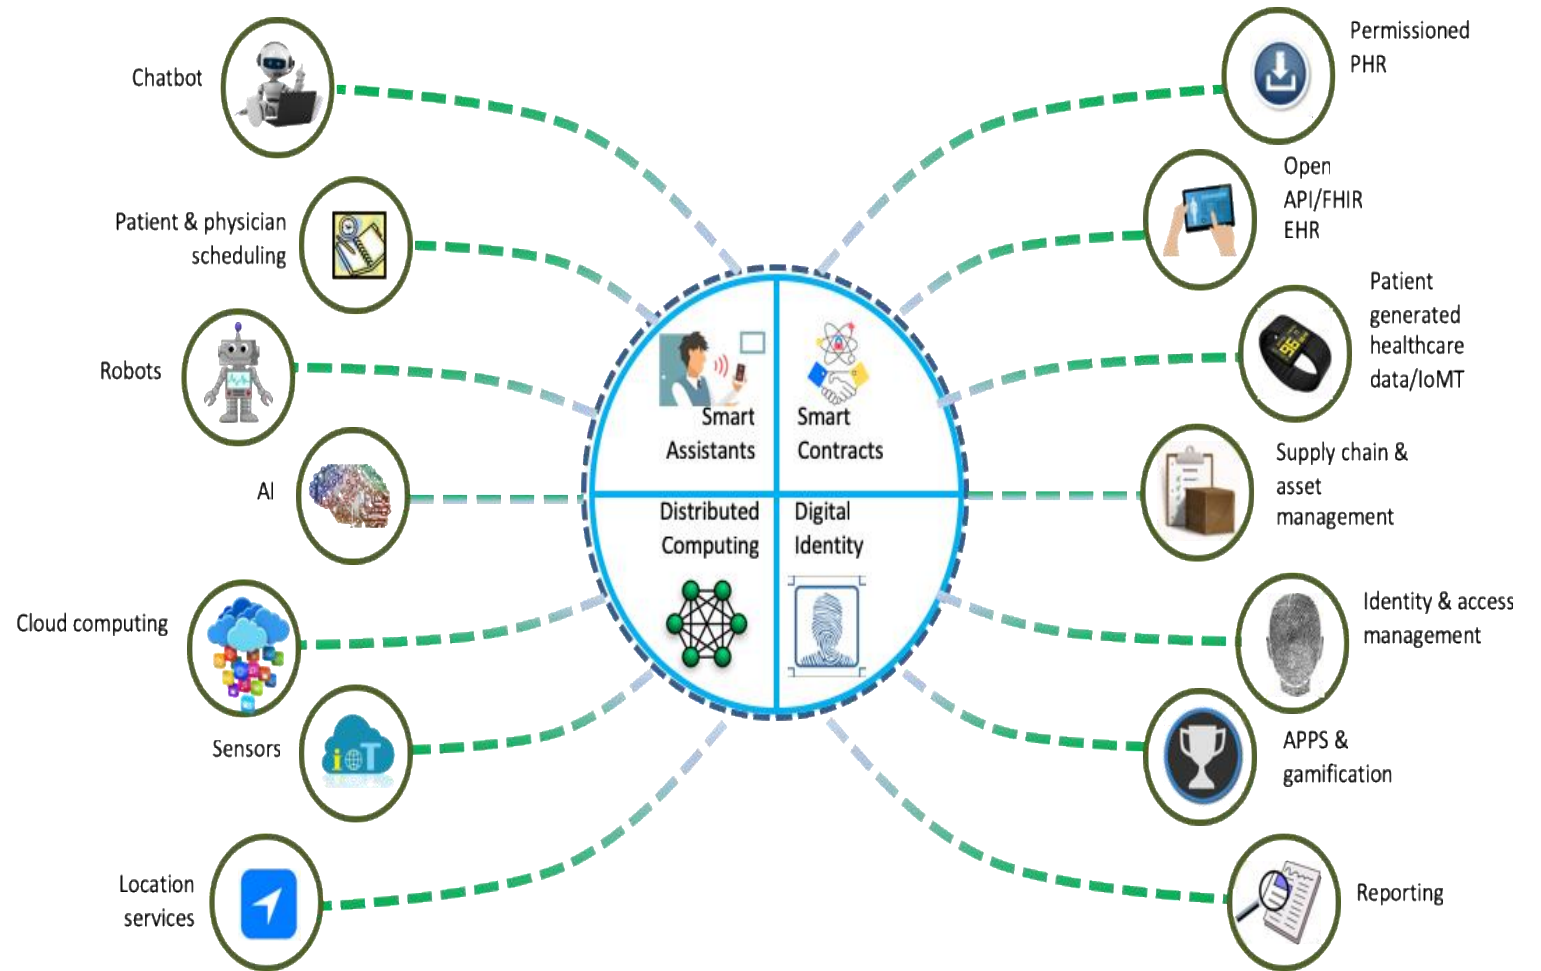 Chatbot
Patient & physician
scheduling
Robots
AI
Cloud computing
Sensors
iOT
Location
services
Smart
Assistants
Smart
Contracts
Distributed
Computing
Digital
Identity
Permissioned
PHR
Open
API/FHIR
EHR
Patient
generated
healthcare
data/IoMT
96
Supply chain &
asset
management
Identity & access
management
APPS &
gamification
Reporting